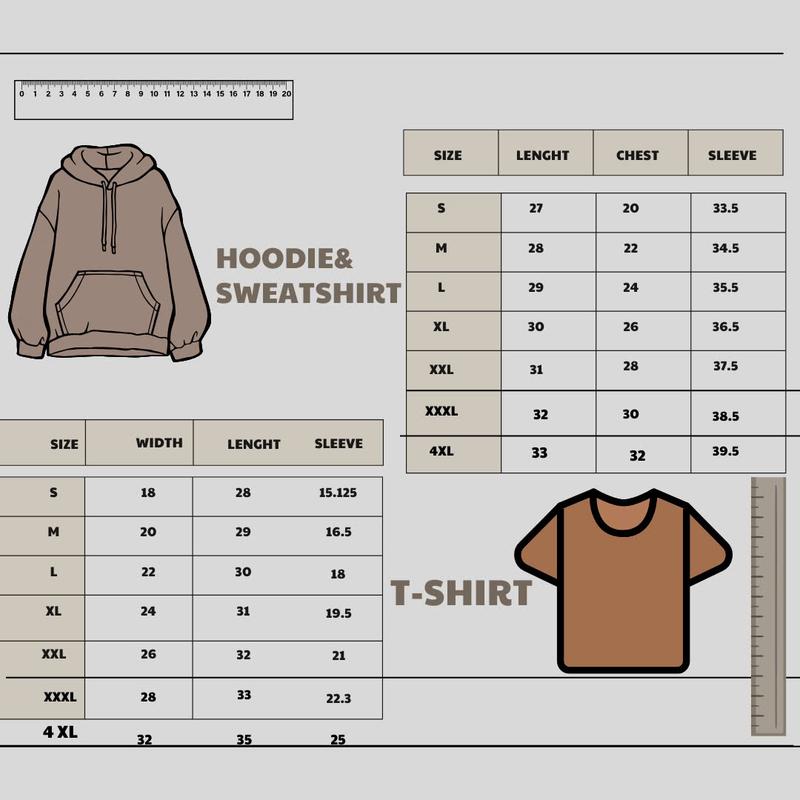 0 1 2 3 4 5 6 7 8 9 10 11 12 13 14 15 16 17 18 19 20
HOODIE&
SWEATSHIRT
SIZE LENGHT CHEST SLEEVE
S 27 20 33.5
M 28 22 34.5
L 29 24 35.5
XL 30 26 36.5
XXL 31 28 37.5
XXXL 32 30 38.5
4XL 33 32 39.5
SIZE WIDTH LENGHT SLEEVE
S 18 28 15.125
M 20 29 16.5
L 22 30 18
XL 24 31 19.5
XXL 26 32 21
XXXL 28 33 22.3
4 XL 32 35 25
T-SHIRT